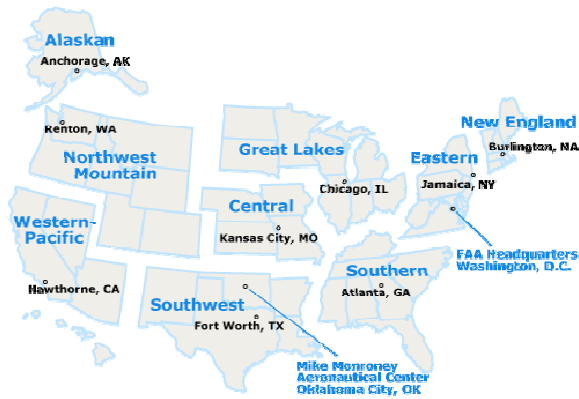 Alaskan
Anchorage, AK
Renton, WA
Northwest
Mountain
Great Lakes
New England
Burlington, NA
Eastern
Jamaica, NY
Chicago, IL
Central
Kansas City, MO
Western-
Pacific
FAA Headquarters
Washington, D.C.
Hawthorne, CA
Southern
Atlanta, GA
Southwest
Fort Worth, TX
Mike Monroney
Aeronautical Center
Oklahoma City, OK